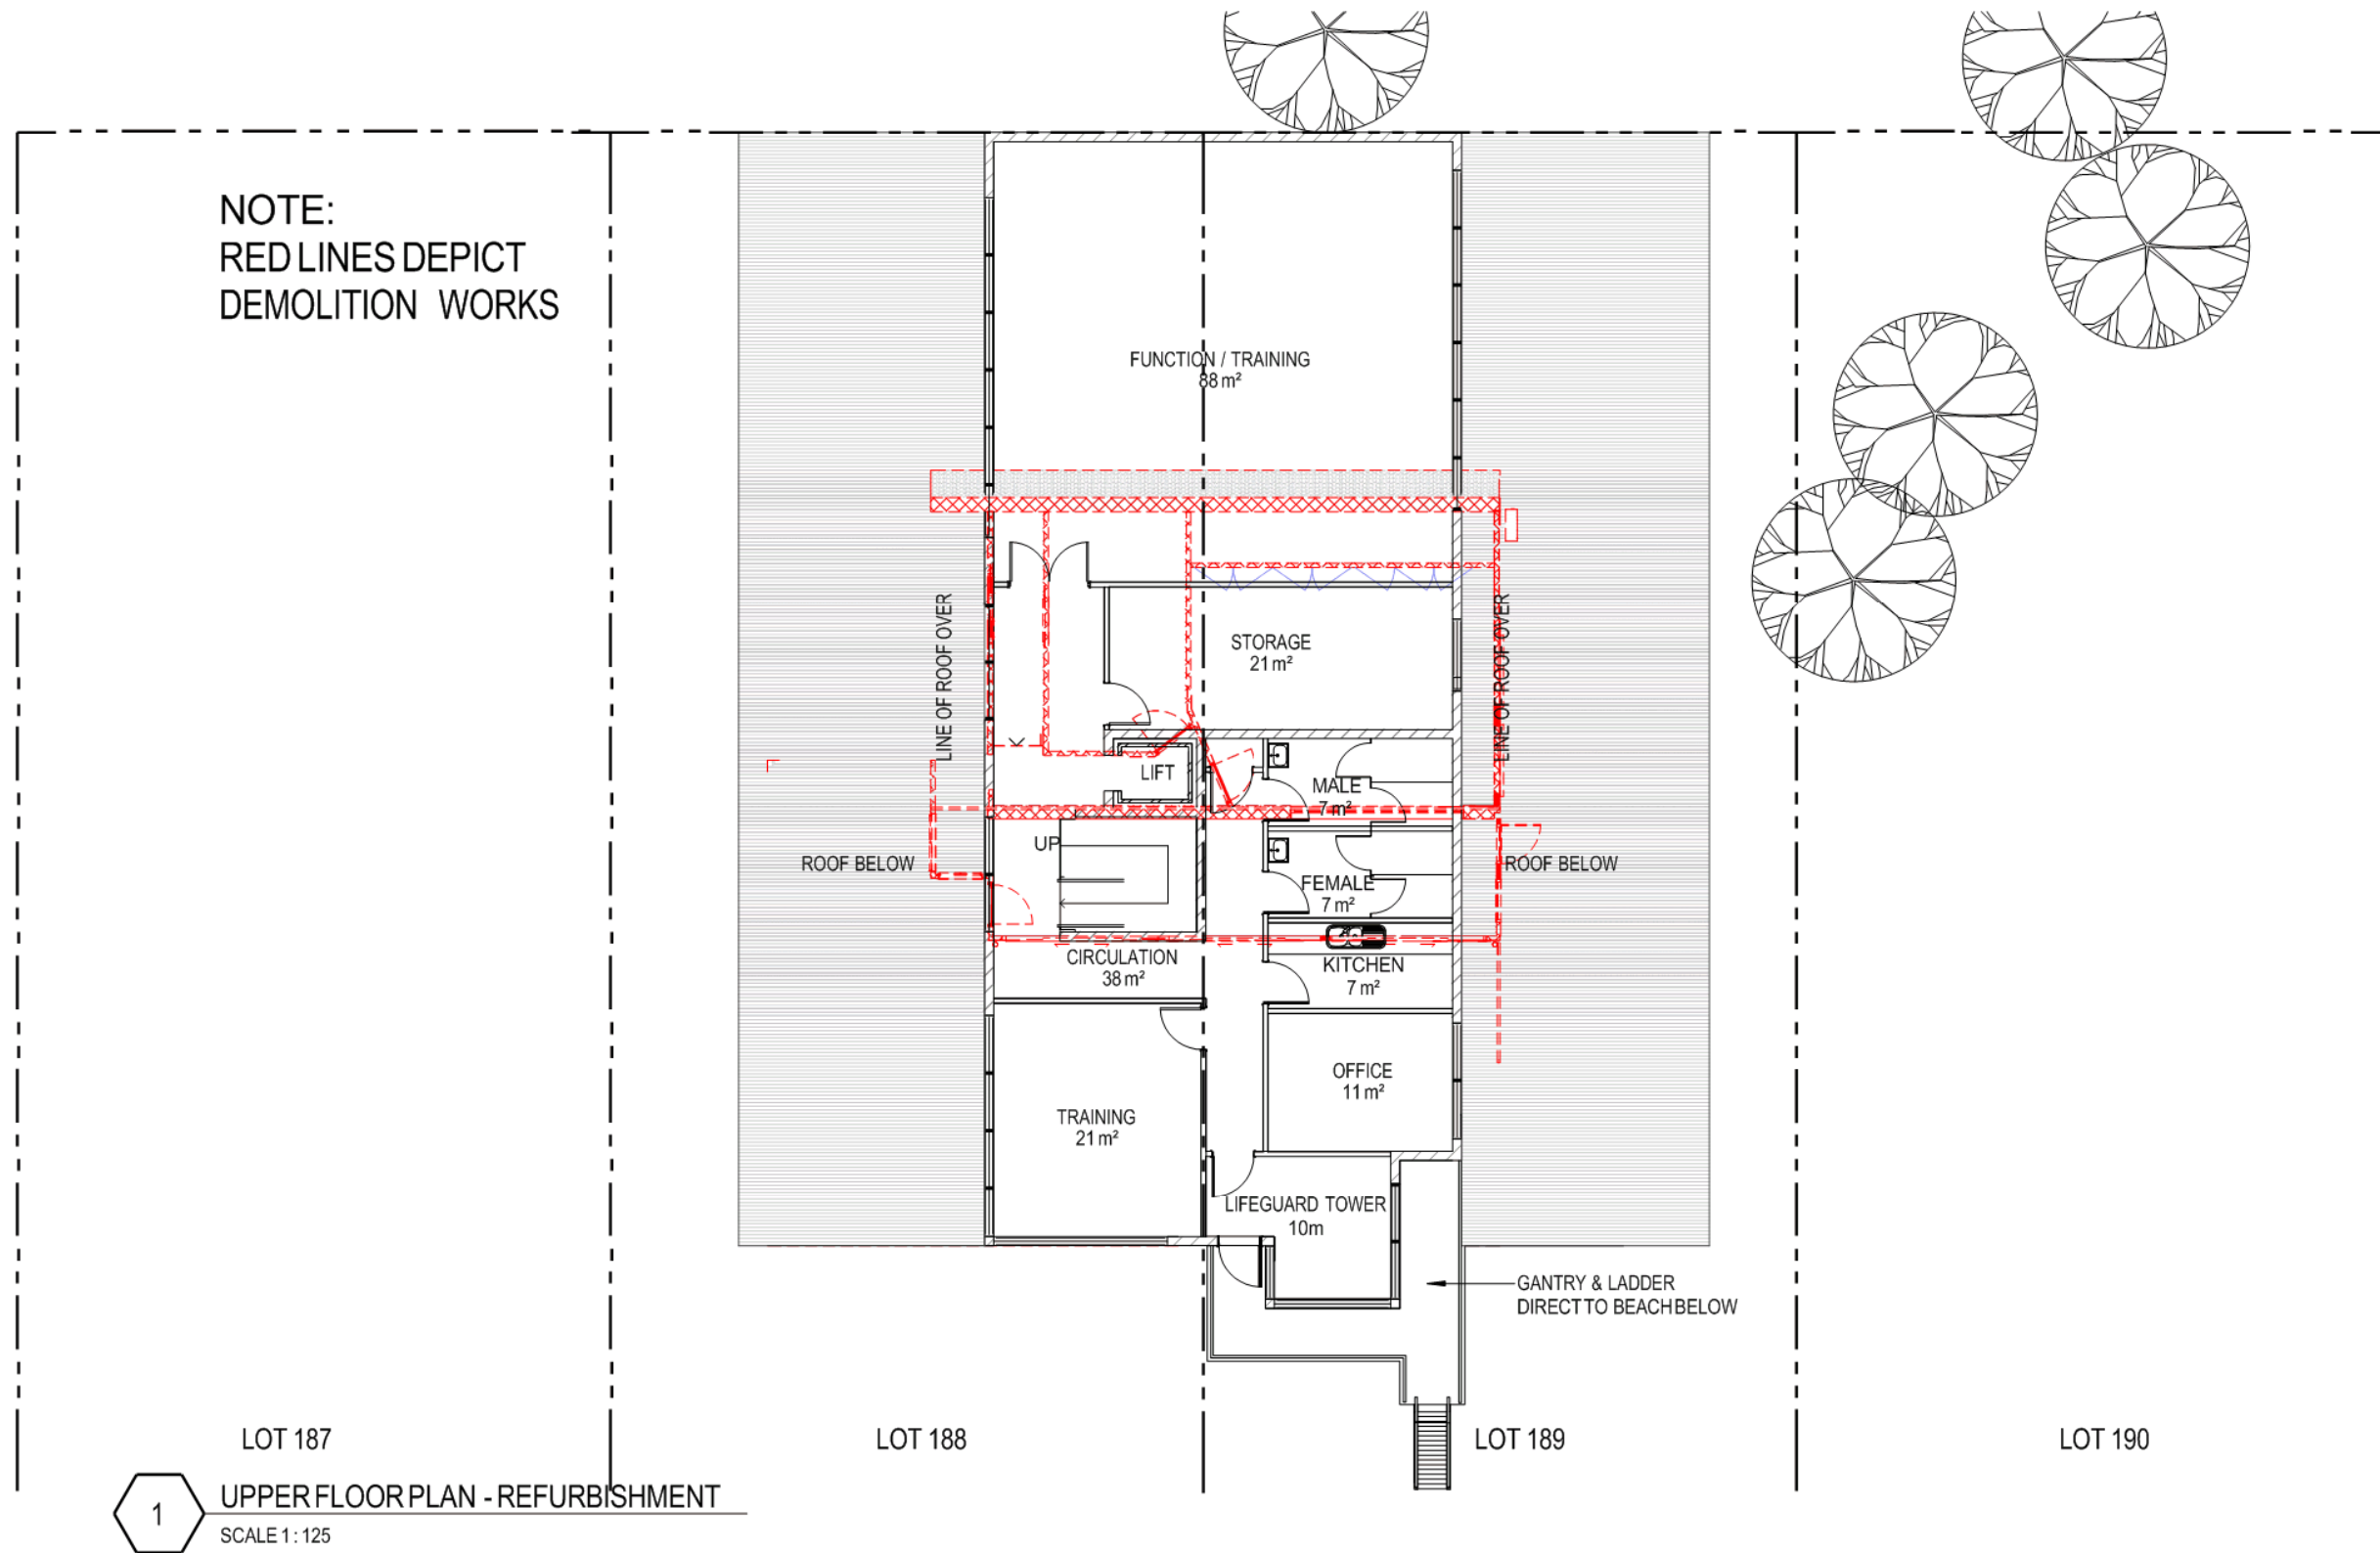 NOTE:
RED LINES DEPICT
DEMOLITION WORKS
FUNCTION / TRAINING
88 m²
LINE OF ROOF OVER
LINE OF ROOF OVER
STORAGE
21 m²
LIFT
MALE
7 m²
UP
ROOF BELOW
ROOF BELOW
FEMALE
7 m²
CIRCULATION
38 m²
KITCHEN
7 m²
OFFICE
11 m²
TRAINING
21 m²
LIFEGUARD TOWER
10m
GANTRY & LADDER
DIRECT TO BEACH BELOW
LOT 187
LOT 188
LOT 189
LOT 190
1
UPPER FLOOR PLAN - REFURBISHMENT
SCALE 1 : 125